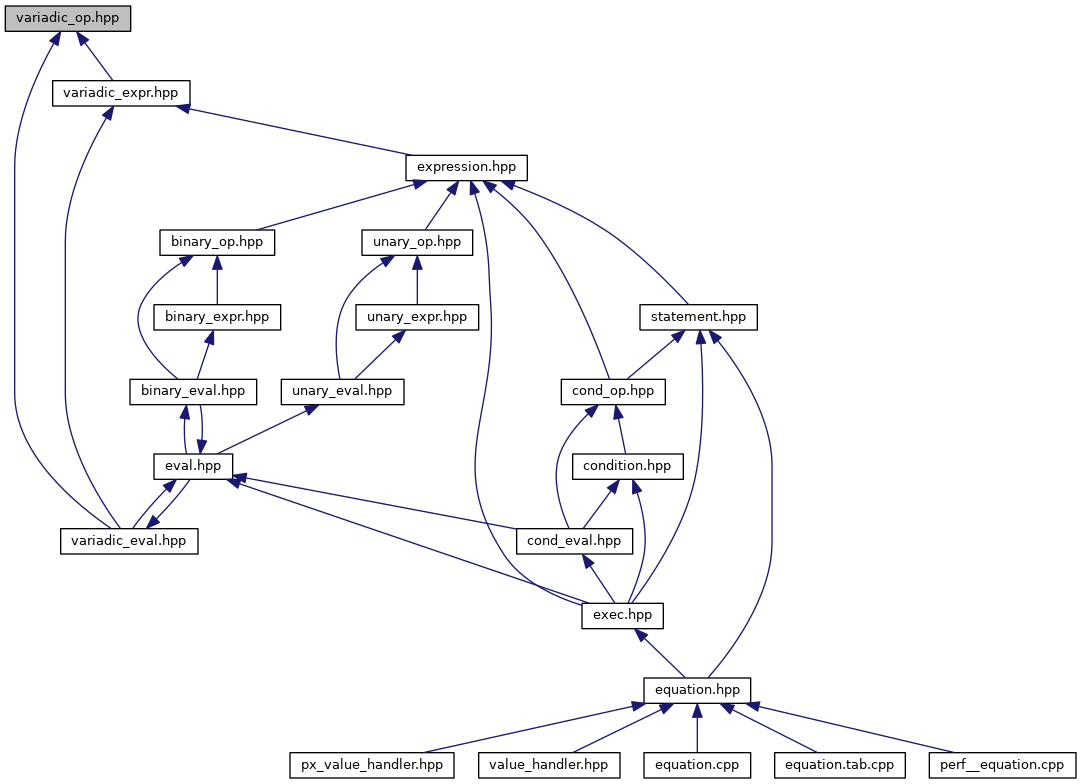 variadic_op.hpp
variadic_expr.hpp
expression.hpp
binary_op.hpp
unary_op.hpp
binary_expr.hpp
unary_expr.hpp
statement.hpp
binary_eval.hpp
unary_eval.hpp
cond_op.hpp
eval.hpp
condition.hpp
variadic_eval.hpp
cond_eval.hpp
exec.hpp
equation.hpp
px_value_handler.hpp
value_handler.hpp
equation.cpp
equation.tab.cpp
perf__equation.cpp